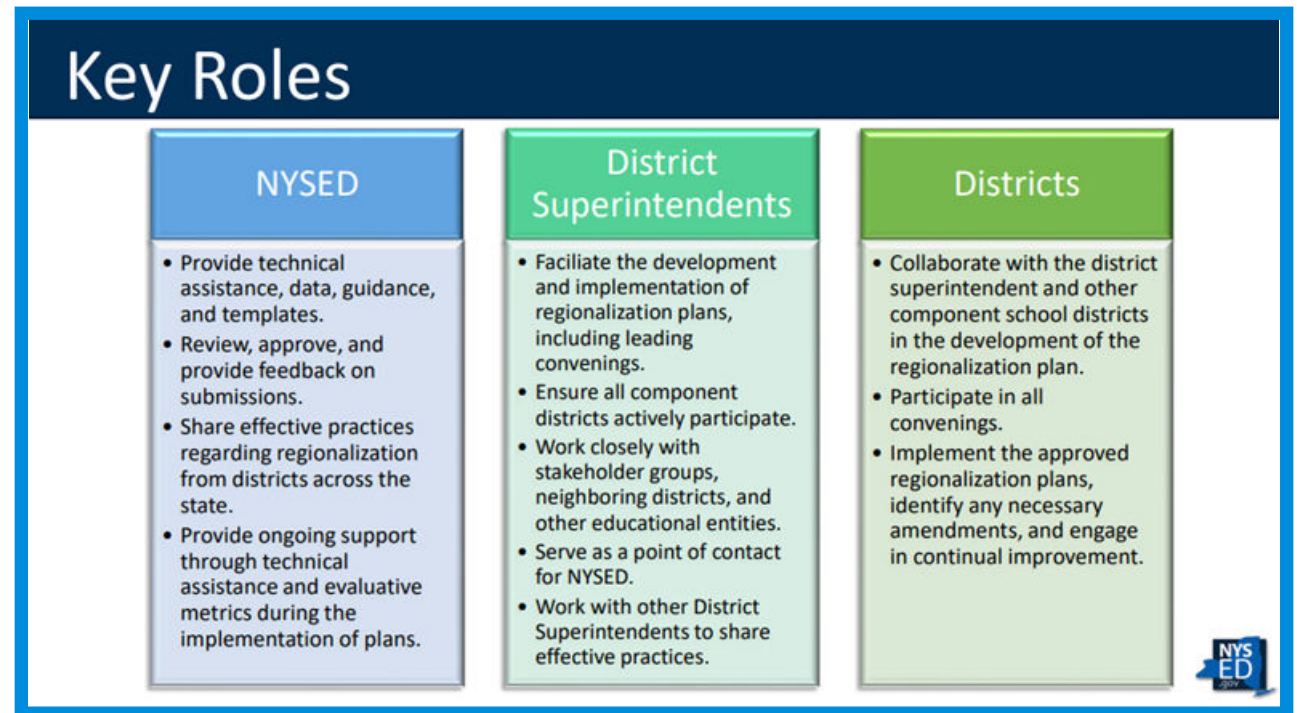 Key Roles
NYSED
• Provide technical
assistance, data, guidance,
and templates.
• Review, approve, and
provide feedback on
submissions.
• Share effective practices
regarding regionalization
from districts across the
state.
• Provide ongoing support
through technical
assistance and evaluative
metrics during the
implementation of plans.
District
Superintendents
• Faciliate the development
and implementation of
regionalization plans,
including leading
convenings.
• Ensure all component
districts actively participate.
• Work closely with
stakeholder groups,
neighboring districts, and
other educational entities.
• Serve as a point of contact
for NYSED.
• Work with other District
Superintendents to share
effective practices.
Districts
• Collaborate with the district
superintendent and other
component school districts
in the development of the
regionalization plan.
• Participate in all
convenings.
• Implement the approved
regionalization plans,
identify any necessary
amendments, and engage
in continual improvement.
NYS
ED
.gov